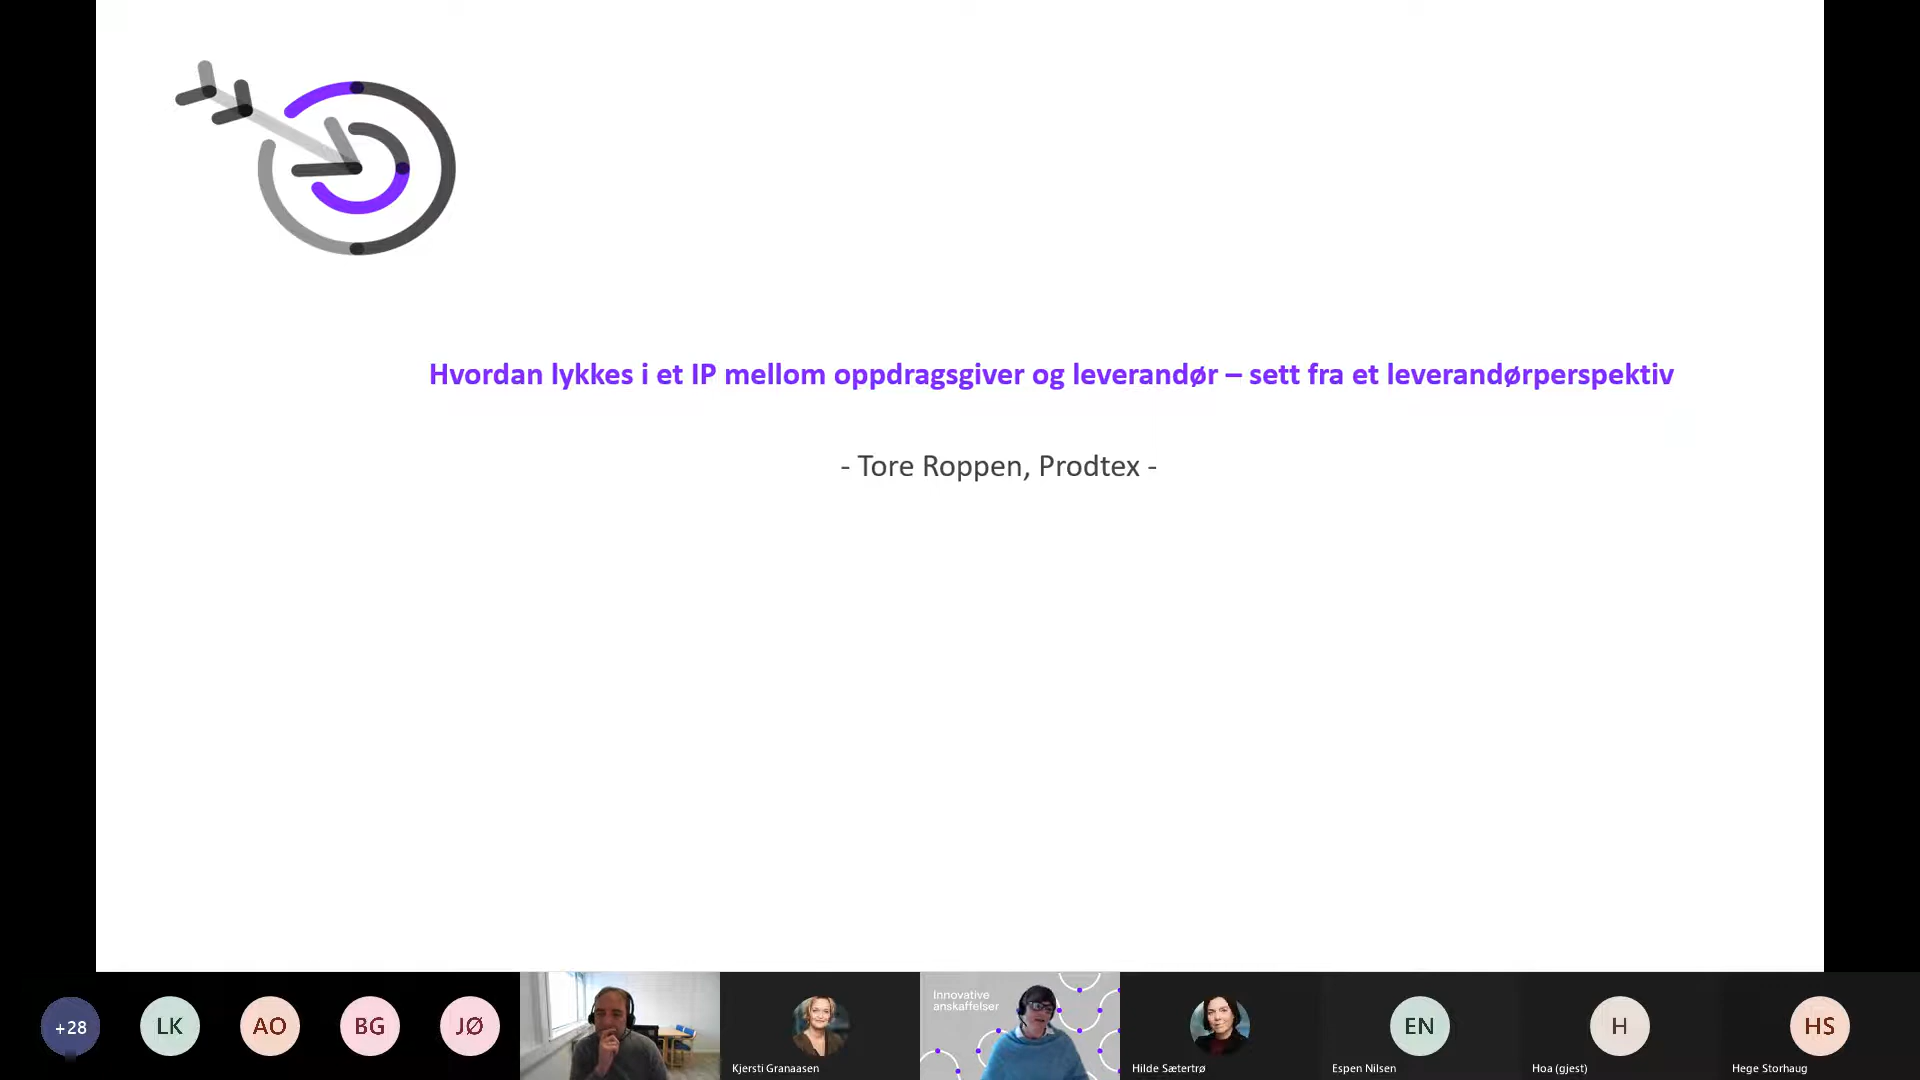 Hvordan lykkes i et IP mellom oppdragsgiver og leverandør – sett fra et leverandørperspektiv
- Tore Roppen, Prodtex -
+28
LK
AO
BG
JØ
Kjersti Granaasen
Innovative
anskaffelser
Hilde Sætertrø
EN
Espen Nilsen
H
Hoa (gjest)
HS
Hege Storhaug